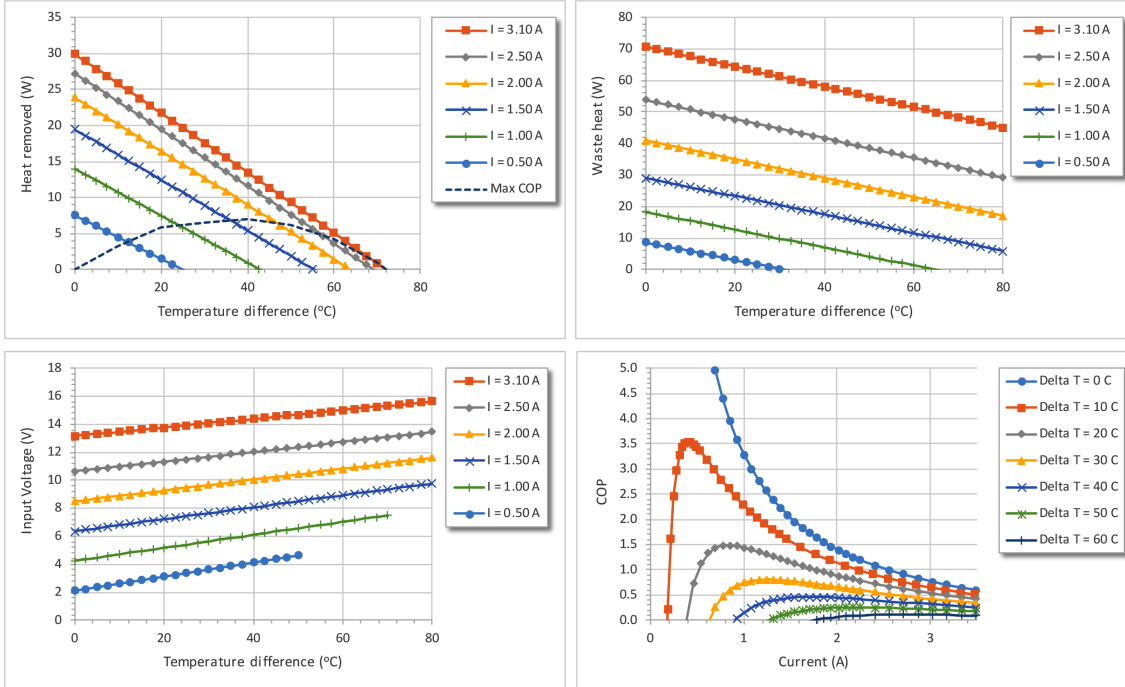 35
30
25
20
15
10
5
0
Heat removed (W)
0 20 40 60 80
Temperature difference (°C)
I = 3.10 A
I = 2.50 A
I = 2.00 A
I = 1.50 A
I = 1.00 A
I = 0.50 A
Max COP
80
70
60
50
40
30
20
10
0
Waste heat (W)
0 20 40 60 80
Temperature difference (°C)
I = 3.10 A
I = 2.50 A
I = 2.00 A
I = 1.50 A
I = 1.00 A
I = 0.50 A
18
16
14
12
10
8
6
4
2
0
Input Voltage (V)
0 20 40 60 80
Temperature difference (°C)
I = 3.10 A
I = 2.50 A
I = 2.00 A
I = 1.50 A
I = 1.00 A
I = 0.50 A
5.0
4.5
4.0
3.5
3.0
2.5
2.0
1.5
1.0
0.5
0.0
COP
0 1 2 3
Current (A)
Delta T = 0 C
Delta T = 10 C
Delta T = 20 C
Delta T = 30 C
Delta T = 40 C
Delta T = 50 C
Delta T = 60 C